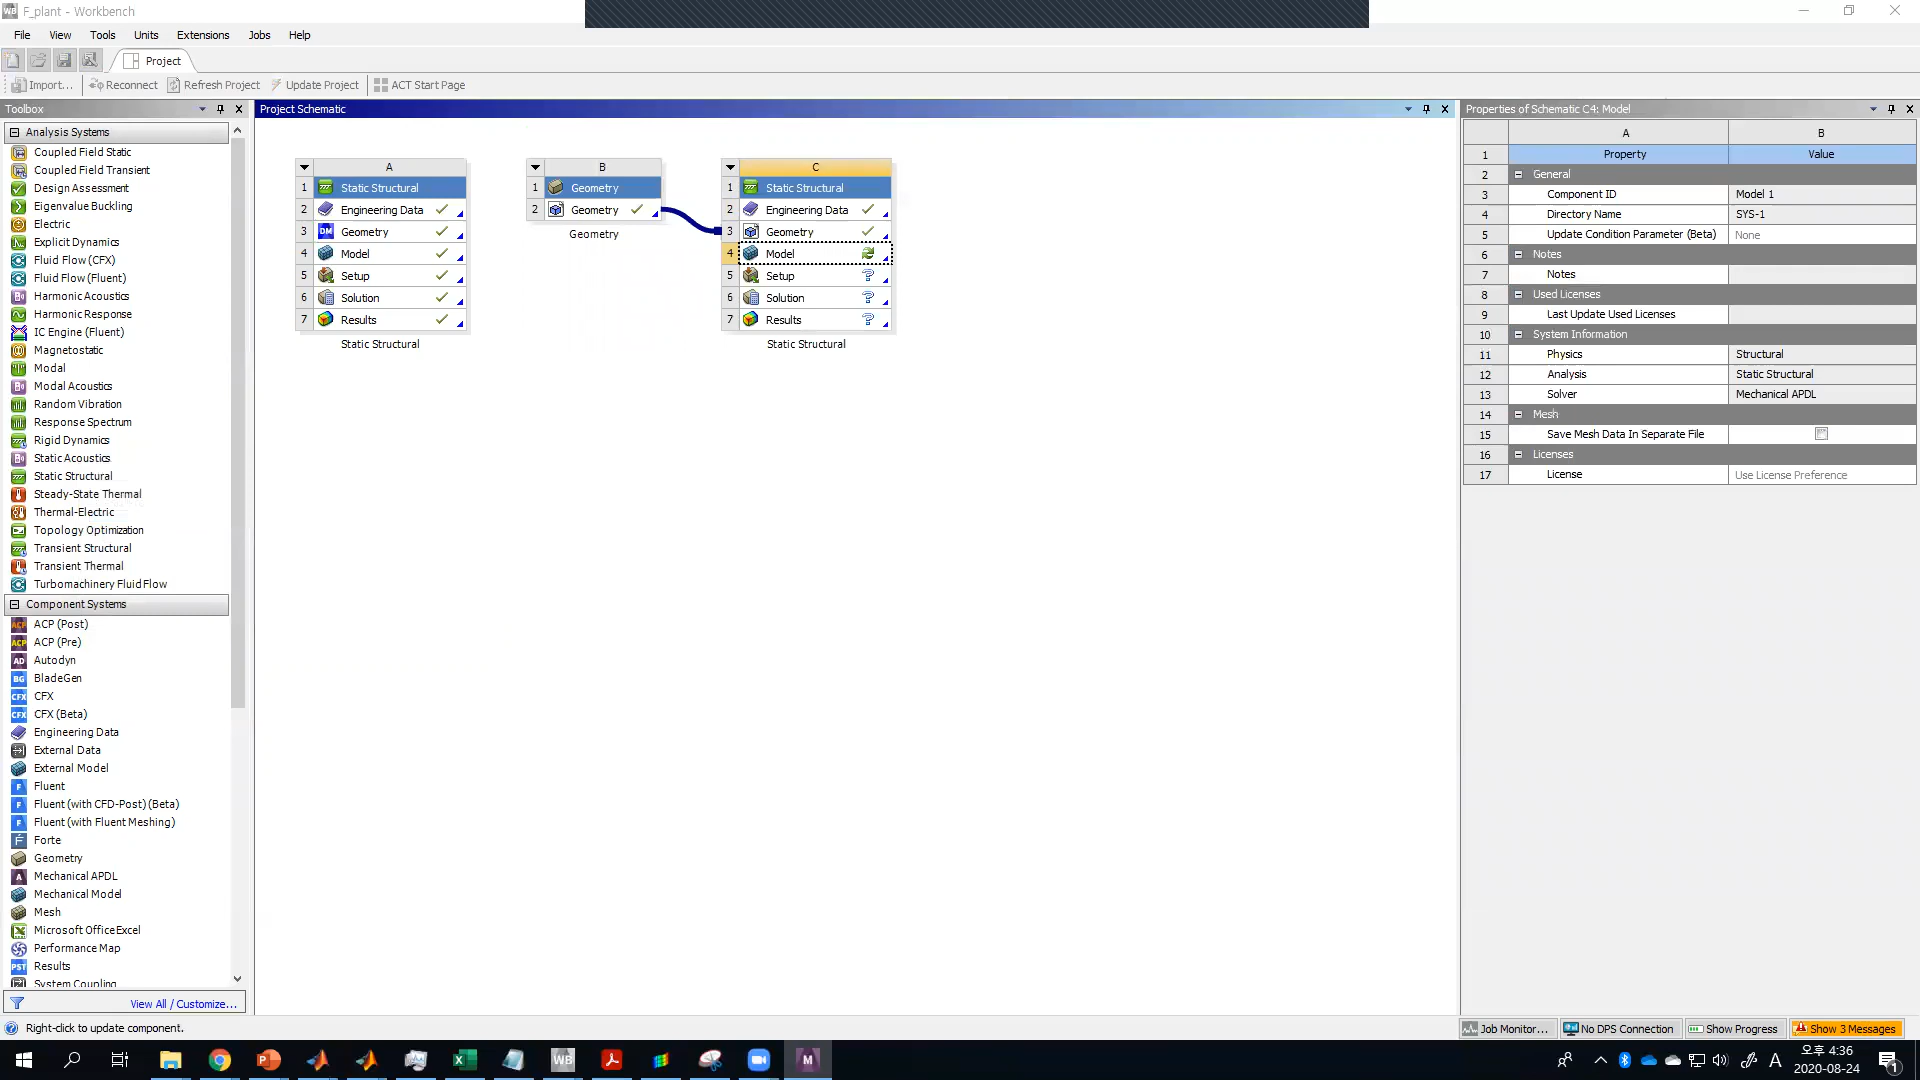 F_plant - Workbench
File View Tools Units Extensions Jobs Help
Project
Import... Reconnect Refresh Project Update Project ACT Start Page
Toolbox
Analysis Systems
Coupled Field Static
Coupled Field Transient
Design Assessment
Eigenvalue Buckling
Electric
Explicit Dynamics
Fluid Flow (CFX)
Fluid Flow (Fluent)
Harmonic Acoustics
Harmonic Response
IC Engine (Fluent)
Magnetostatic
Modal
Modal Acoustics
Random Vibration
Response Spectrum
Rigid Dynamics
Static Acoustics
Static Structural
Steady-State Thermal
Thermal-Electric
Topology Optimization
Transient Structural
Transient Thermal
Turbomachinery Fluid Flow
Component Systems
ACP (Post)
ACP (Pre)
Autodyn
BladeGen
CFX
CFX (Beta)
Engineering Data
External Data
External Model
Fluent
Fluent (with CFD-Post) (Beta)
Fluent (with Fluent Meshing)
Forte
Geometry
Mechanical APDL
Mechanical Model
Mesh
Microsoft Office Excel
Performance Map
Results
System Coupling
View All / Customize...
Project Schematic
A
1 Static Structural
2 Engineering Data
3 DM Geometry
4 Model
5 Setup
6 Solution
7 Results
Static Structural
B
1 Geometry
2 Geometry
Geometry
C
1 Static Structural
2 Engineering Data
3 Geometry
4 Model
5 Setup
6 Solution
7 Results
Static Structural
Properties of Schematic C4: Model
A B
1 Property Value
2 General
3 Component ID Model 1
4 Directory Name SYS-1
5 Update Condition Parameter (Beta) None
6 Notes
7 Notes
8 Used Licenses
9 Last Update Used Licenses
10 System Information
11 Physics Structural
12 Analysis Static Structural
13 Solver Mechanical APDL
14 Mesh
15 Save Mesh Data In Separate File
16 Licenses
17 License Use License Preference
Right-click to update component.
Job Monitor... No DPS Connection Show Progress Show 3 Messages
WB
M
A
오후 4:36
2020-08-24
1